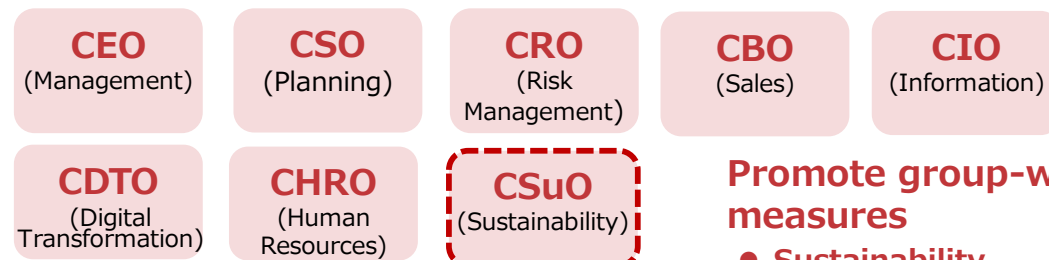 CEO
(Management)
CSO
(Planning)
CRO
(Risk
Management)
CBO
(Sales)
CIO
(Information)
CDTO
(Digital
Transformation)
CHRO
(Human
Resources)
CSuO
(Sustainability)
Promote group-w
measures
● Sustainability